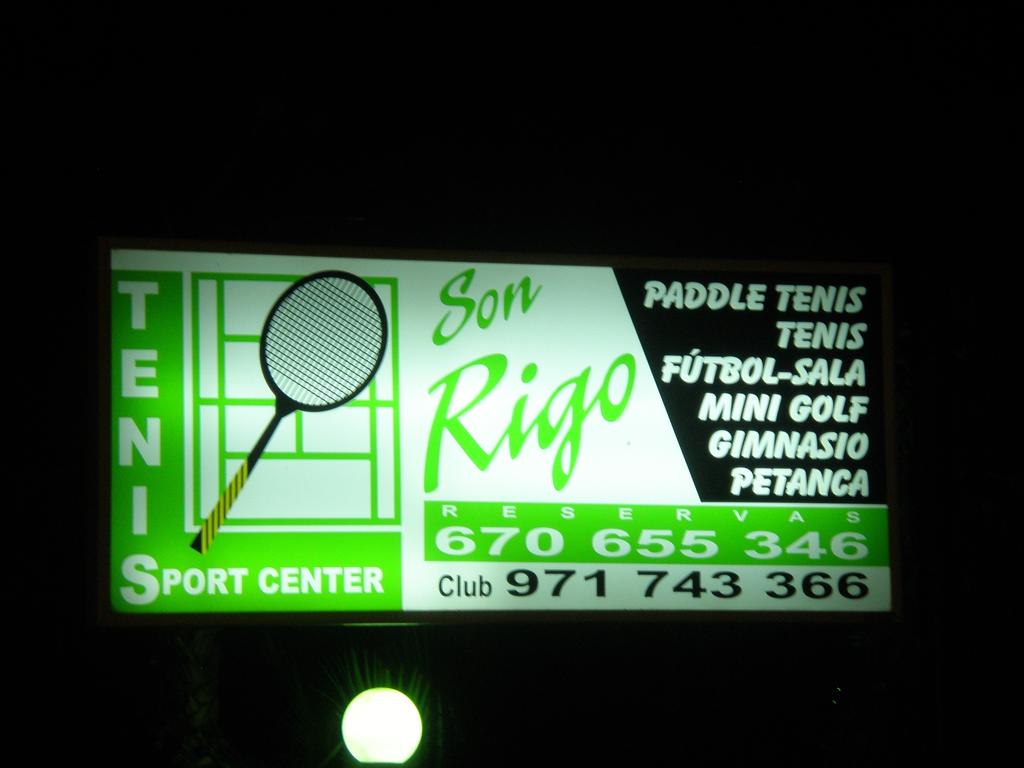 TENIS
SPORT CENTER
Son
Rigo
PADDLE TENIS
TENIS
FÚTBOL-SALA
MINI GOLF
GIMNASIO
PETANCA
RESERVAS
670 655 346
Club 971 743 366